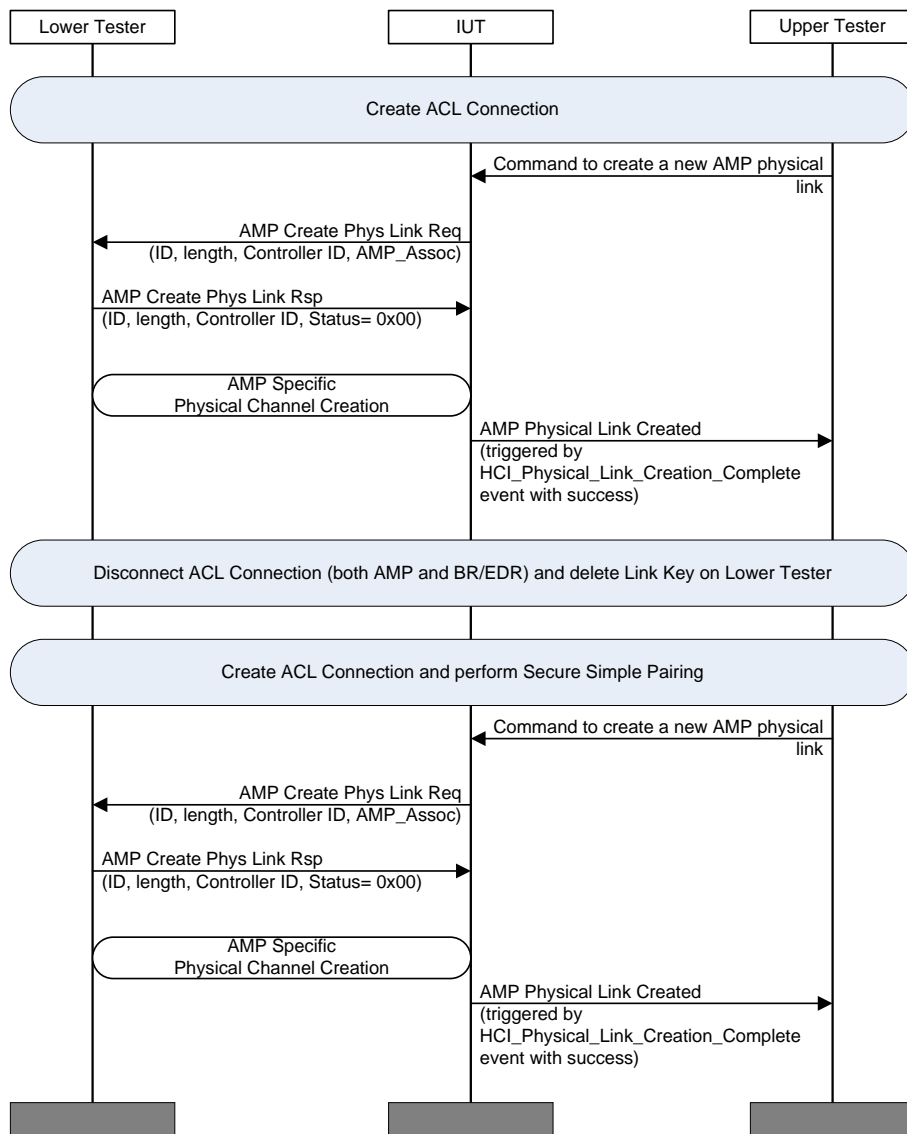 Lower Tester
IUT
Upper Tester
Create ACL Connection
Command to create a new AMP physical
link
AMP Create Phys Link Req
(ID, length, Controller ID, AMP_Assoc)
AMP Create Phys Link Rsp
(ID, length, Controller ID, Status= 0x00)
AMP Specific
Physical Channel Creation
AMP Physical Link Created
(triggered by
HCI_Physical_Link_Creation_Complete
event with success)
Disconnect ACL Connection (both AMP and BR/EDR) and delete Link Key on Lower Tester
Create ACL Connection and perform Secure Simple Pairing
Command to create a new AMP physical
link
AMP Create Phys Link Req
(ID, length, Controller ID, AMP_Assoc)
AMP Create Phys Link Rsp
(ID, length, Controller ID, Status= 0x00)
AMP Specific
Physical Channel Creation
AMP Physical Link Created
(triggered by
HCI_Physical_Link_Creation_Complete
event with success)